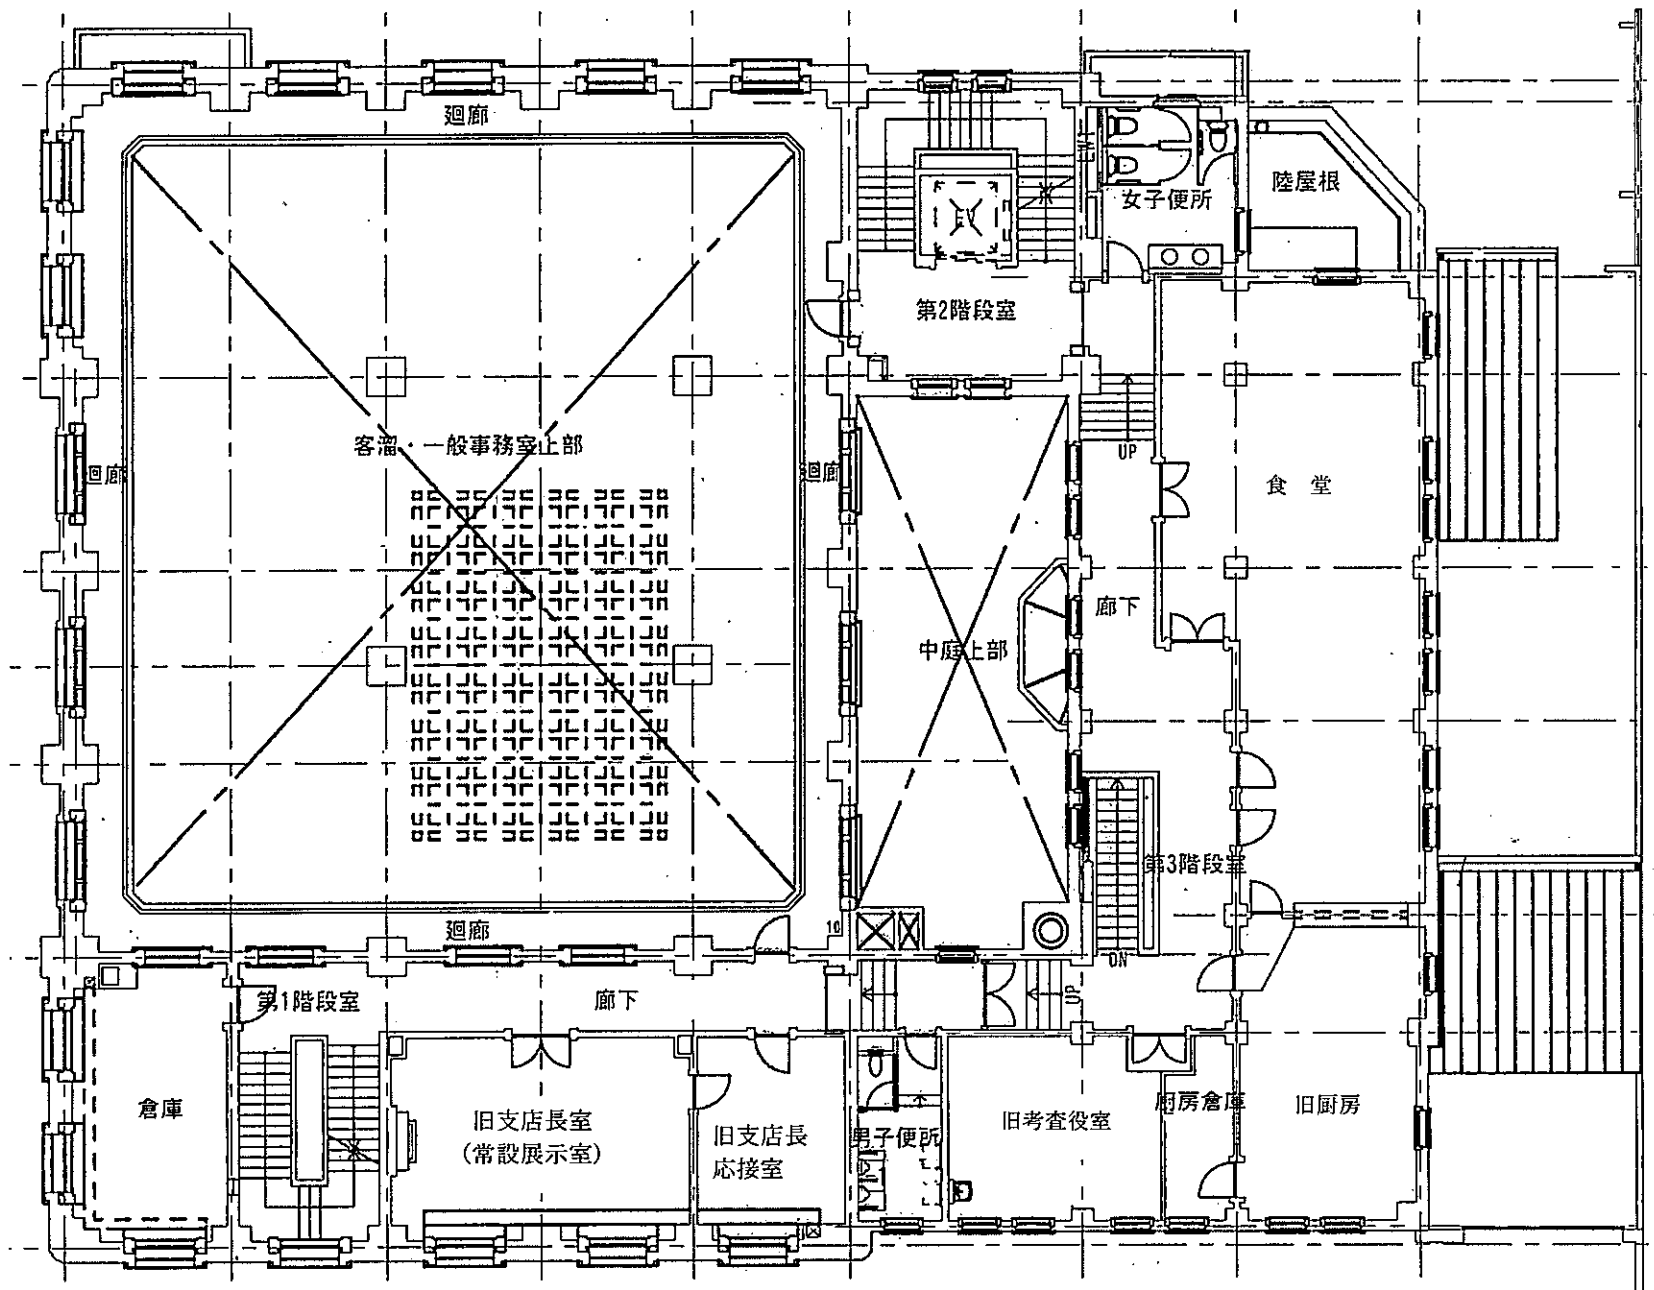 廻廊
EV
女子便所
陸屋根
第2階段室
客溜・一般事務室上部
廻廊
廻廊
UP
食 堂
廊下
中庭上部
第3階段室
廻廊
10
DN
第1階段室
廊下
UP
倉庫
旧支店長室
(常設展示室)
旧支店長
応接室
男子便所
旧考査役室
厨房倉庫
旧厨房